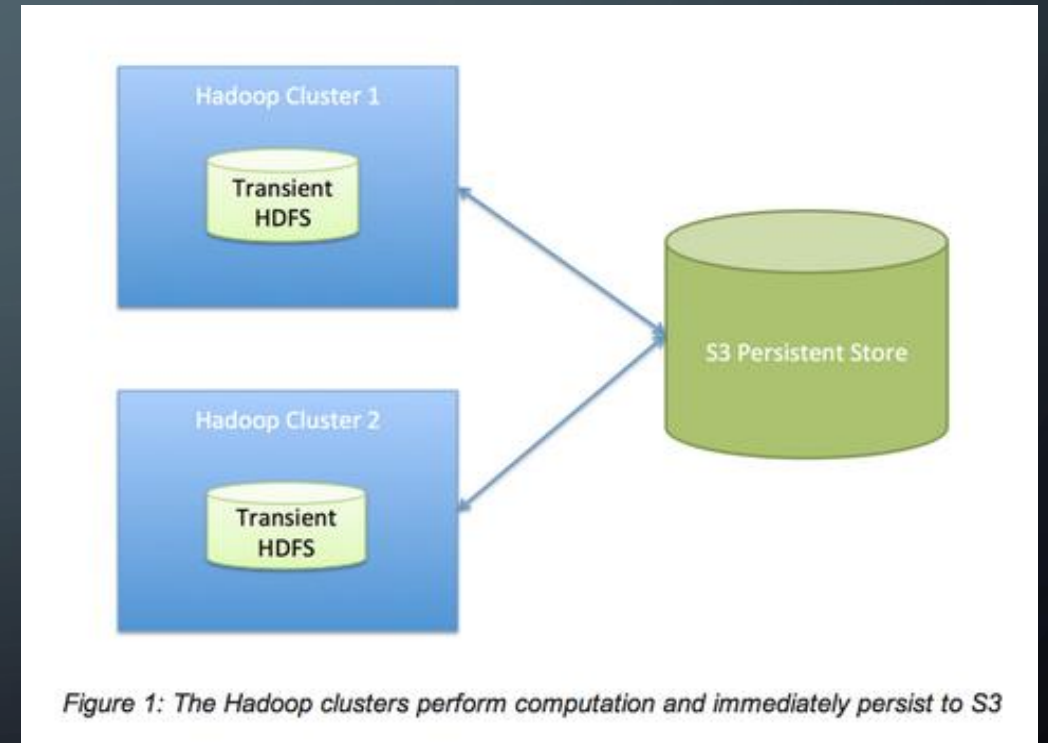 Hadoop Cluster 1
Transient
HDFS
S3 Persistent Store
Hadoop Cluster 2
Transient
HDFS
Figure 1: The Hadoop clusters perform computation and immediately persist to S3